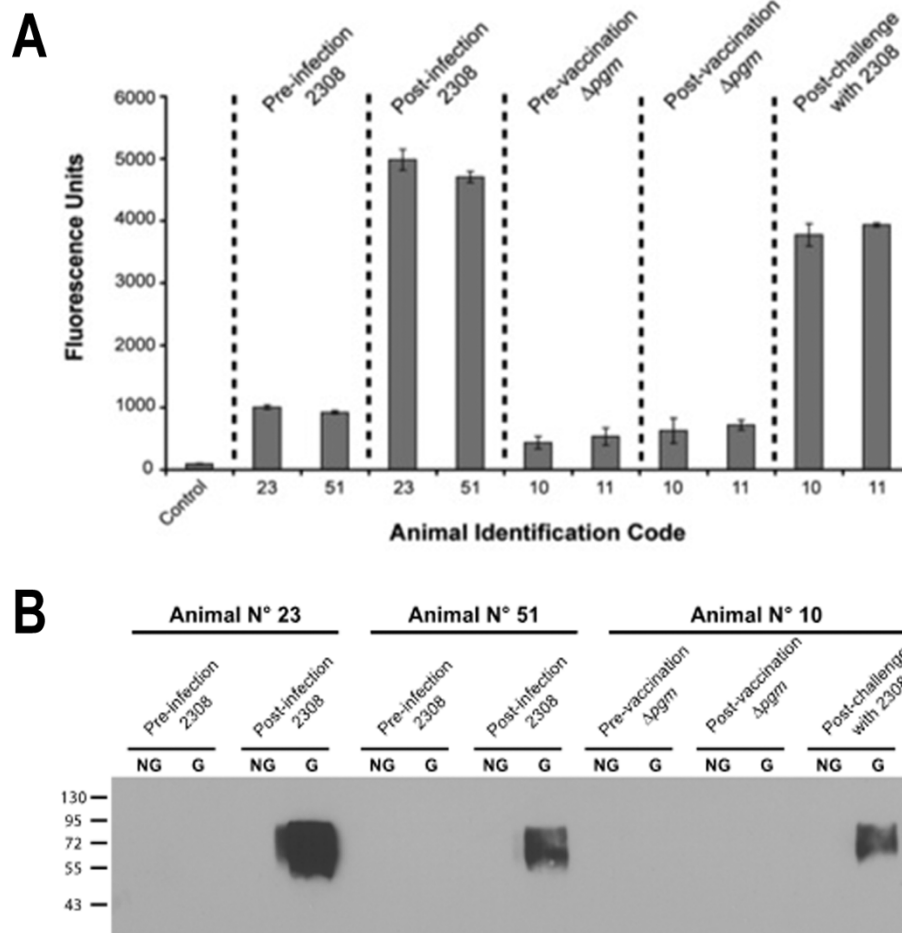 A
Pre-infection
2308
Post-infection
2308
Pre-vaccination
Δpgm
Post-vaccination
Δpgm
Post-challenge
with 2308
Fluorescence Units
6000
5000
4000
3000
2000
1000
0
Control
23
51
23
51
10
11
10
11
10
11
Animal Identification Code
B
Animal N° 23
Animal N° 51
Animal N° 10
Pre-infection
2308
Post-infection
2308
Pre-infection
2308
Post-infection
2308
Pre-vaccination
Δpgm
Post-vaccination
Δpgm
Post-challenge
with 2308
NG G NG G NG G NG G NG G NG G NG G
130
95
72
55
43